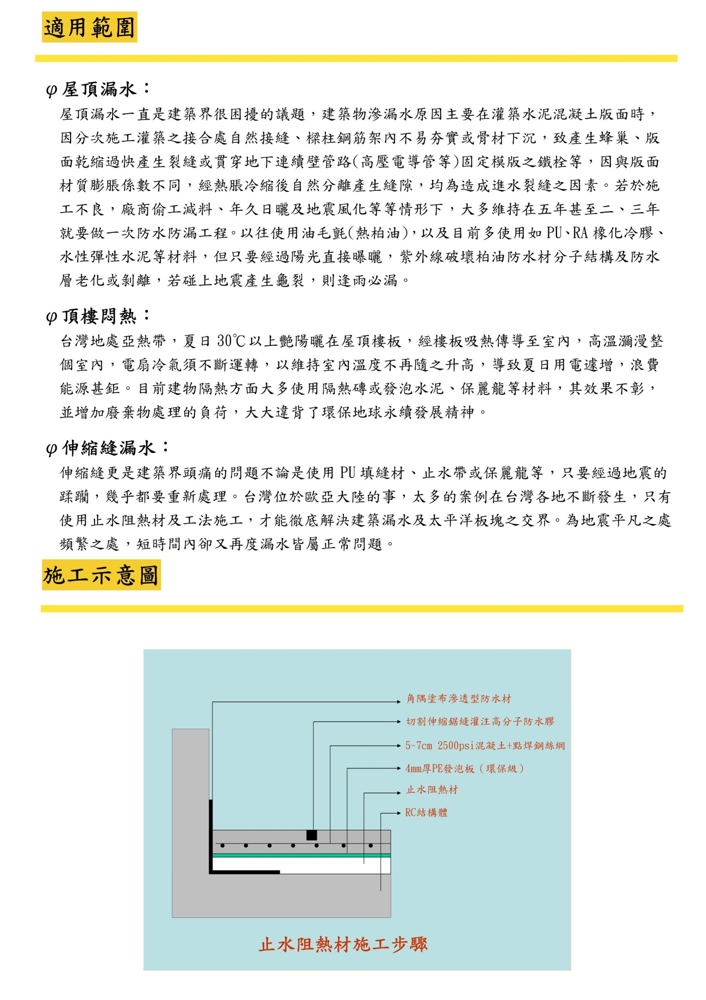 適用範圍
φ屋頂漏水：
屋頂漏水一直是建築界很困擾的議題，建築物滲漏水原因主要在灌築水泥混凝土版面時，
因分次施工灌築之接合處自然接縫、樑柱鋼筋架內不易夯實或骨材下沉，致產生蜂巢、版
面乾縮過快產生裂縫或貫穿地下連續壁管路(高壓電導管等)固定模版之鐵栓等，因與版面
材質膨脹係數不同，經熱脹冷縮後自然分離產生縫隙，均為造成進水裂縫之因素。若於施
工不良，廠商偷工減料、年久日曬及地震風化等等情形下，大多維持在五年甚至二、三年
就要做一次防水防漏工程。以往使用油毛氈(熱柏油)，以及目前多使用如 PU、RA 橡化冷膠、
水性彈性水泥等材料，但只要經過陽光直接曝曬，紫外線破壞柏油防水材分子結構及防水
層老化或剝離，若碰上地震產生龜裂，則逢雨必漏。
φ頂樓悶熱：
台灣地處亞熱帶，夏日 30℃以上艷陽曬在屋頂樓板，經樓板吸熱傳導至室內，高溫瀰漫整
個室內，電扇冷氣須不斷運轉，以維持室內溫度不再隨之升高，導致夏日用電遽增，浪費
能源甚鉅。目前建物隔熱方面大多使用隔熱磚或發泡水泥、保麗龍等材料，其效果不彰，
並增加廢棄物處理的負荷，大大違背了環保地球永續發展精神。
φ伸縮縫漏水：
伸縮縫更是建築界頭痛的問題不論是使用 PU 填縫材、止水帶或保麗龍等，只要經過地震的
蹂躪，幾乎都要重新處理。台灣位於歐亞大陸的事，太多的案例在台灣各地不斷發生，只有
使用止水阻熱材及工法施工，才能徹底解決建築漏水及太平洋板塊之交界。為地震平凡之處
頻繁之處，短時間內卻又再度漏水皆屬正常問題。
施工示意圖
角隅塗布滲透型防水材
切割伸縮鋸縫灌注高分子防水膠
5~7cm 2500psi混凝土+點焊鋼絲網
4mm厚PE發泡板（環保級）
止水阻熱材
RC結構體
止水阻熱材施工步驟